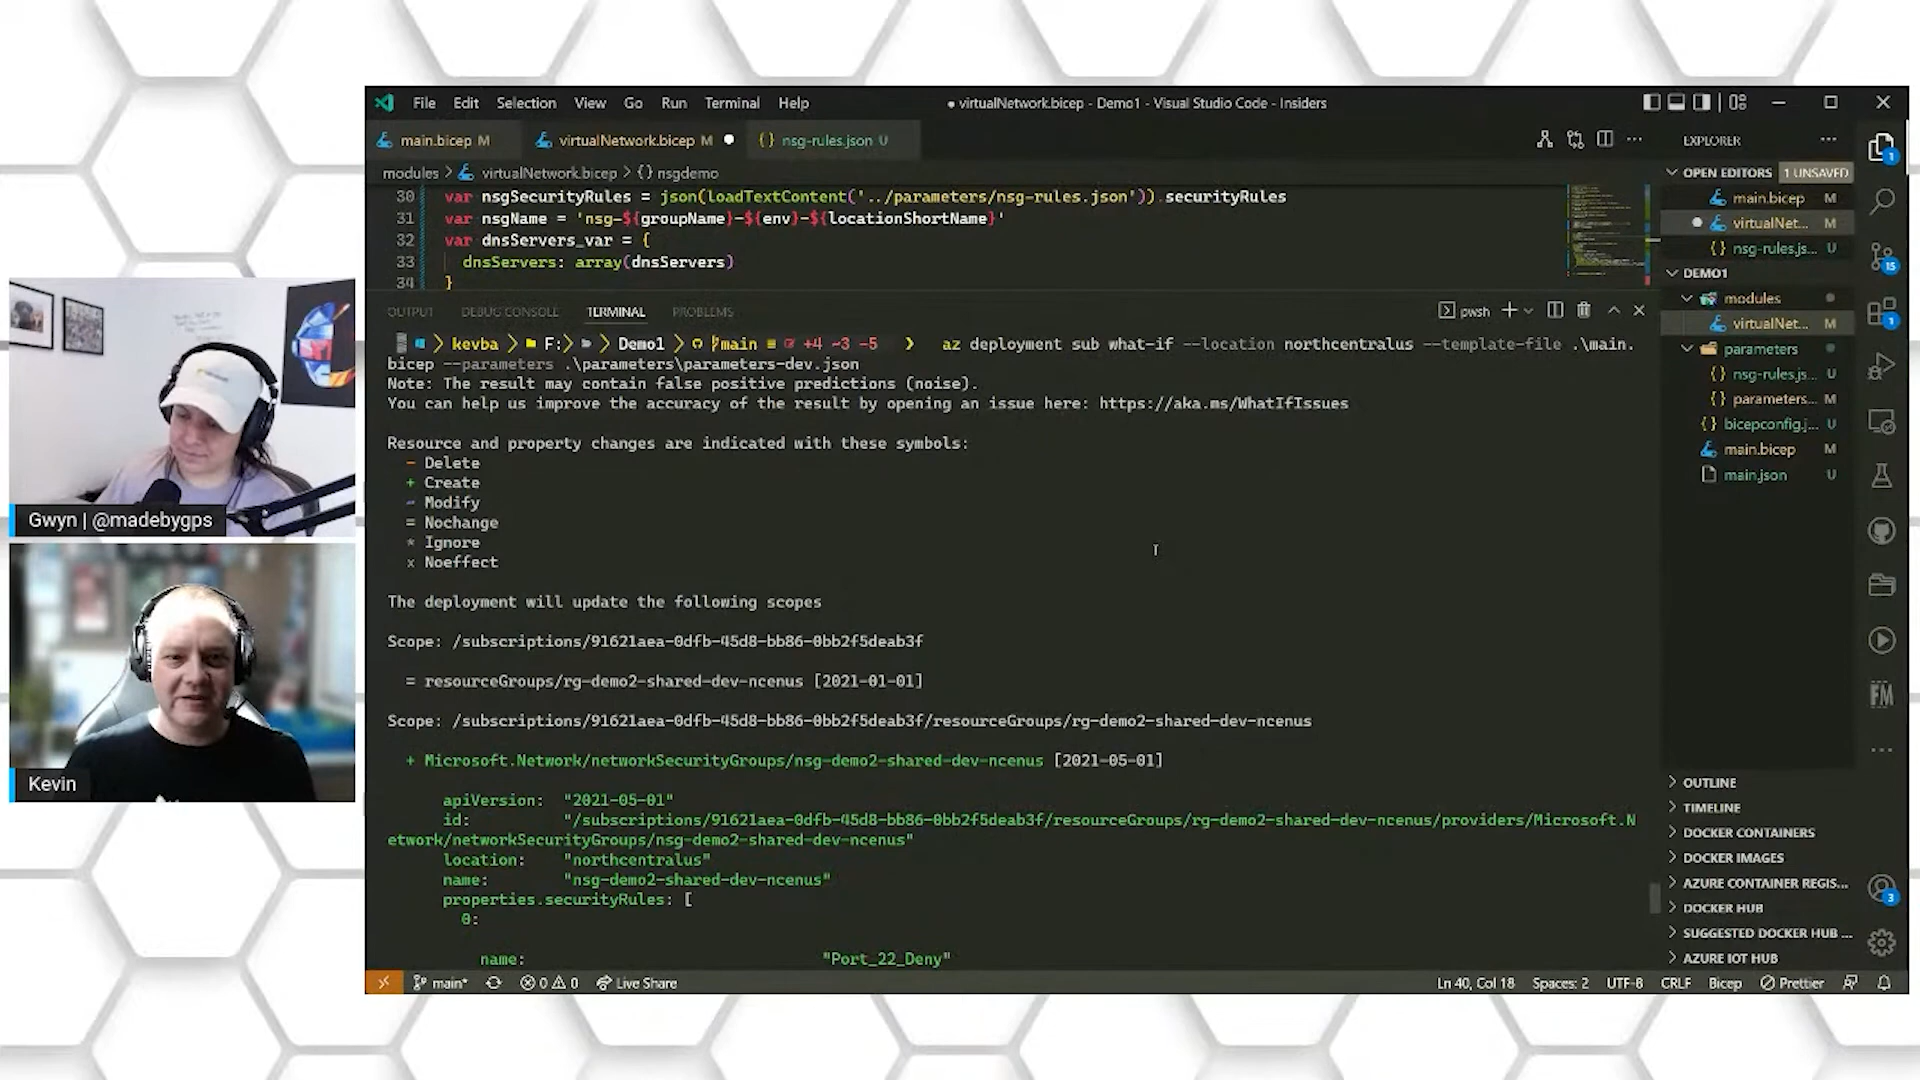 File Edit Selection View Go Run Terminal Help
● virtualNetwork.bicep - Demo1 - Visual Studio Code - Insiders
main.bicep M
virtualNetwork.bicep M ●
{} nsg-rules.json U
EXPLORER
modules > virtualNetwork.bicep > {} nsgdemo
30 var nsgSecurityRules = json(loadTextContent('../parameters/nsg-rules.json')).securityRules
31 var nsgName = 'nsg-${groupName}-${env}-${locationShortName}'
32 var dnsServers_var = {
33 dnsServers: array(dnsServers)
34 }
OUTPUT DEBUG CONSOLE TERMINAL PROBLEMS
pwsh
kevba > F:> > Demo1 > main +4 ~3 -5 > az deployment sub what-if --location northcentralus --template-file .\main.
bicep --parameters .\parameters\parameters-dev.json
Note: The result may contain false positive predictions (noise).
You can help us improve the accuracy of the result by opening an issue here: https://aka.ms/WhatIfIssues
Resource and property changes are indicated with these symbols:
- Delete
+ Create
~ Modify
= Nochange
* Ignore
x Noeffect
The deployment will update the following scopes
Scope: /subscriptions/91621aea-0dfb-45d8-bb86-0bb2f5deab3f
= resourceGroups/rg-demo2-shared-dev-ncenus [2021-01-01]
Scope: /subscriptions/91621aea-0dfb-45d8-bb86-0bb2f5deab3f/resourceGroups/rg-demo2-shared-dev-ncenus
+ Microsoft.Network/networkSecurityGroups/nsg-demo2-shared-dev-ncenus [2021-05-01]
apiVersion: "2021-05-01"
id: "/subscriptions/91621aea-0dfb-45d8-bb86-0bb2f5deab3f/resourceGroups/rg-demo2-shared-dev-ncenus/providers/Microsoft.N
etwork/networkSecurityGroups/nsg-demo2-shared-dev-ncenus"
location: "northcentralus"
name: "nsg-demo2-shared-dev-ncenus"
properties.securityRules: [
0:
name: "Port_22_Deny"
OPEN EDITORS 1 UNSAVED
main.bicep M
● virtualNet... M
{} nsg-rules.js... U
DEMO1
modules
virtualNet... M
parameters
{} nsg-rules.js... U
{} parameters... M
{} bicepconfig.j... U
main.bicep M
main.json U
OUTLINE
TIMELINE
DOCKER CONTAINERS
DOCKER IMAGES
AZURE CONTAINER REGIS...
DOCKER HUB
SUGGESTED DOCKER HUB ...
AZURE IOT HUB
1
15
1
FM
3
main* 0 0 Live Share
Ln 40, Col 18 Spaces: 2 UTF-8 CRLF Bicep Prettier
Gwyn | @madebygps
Kevin